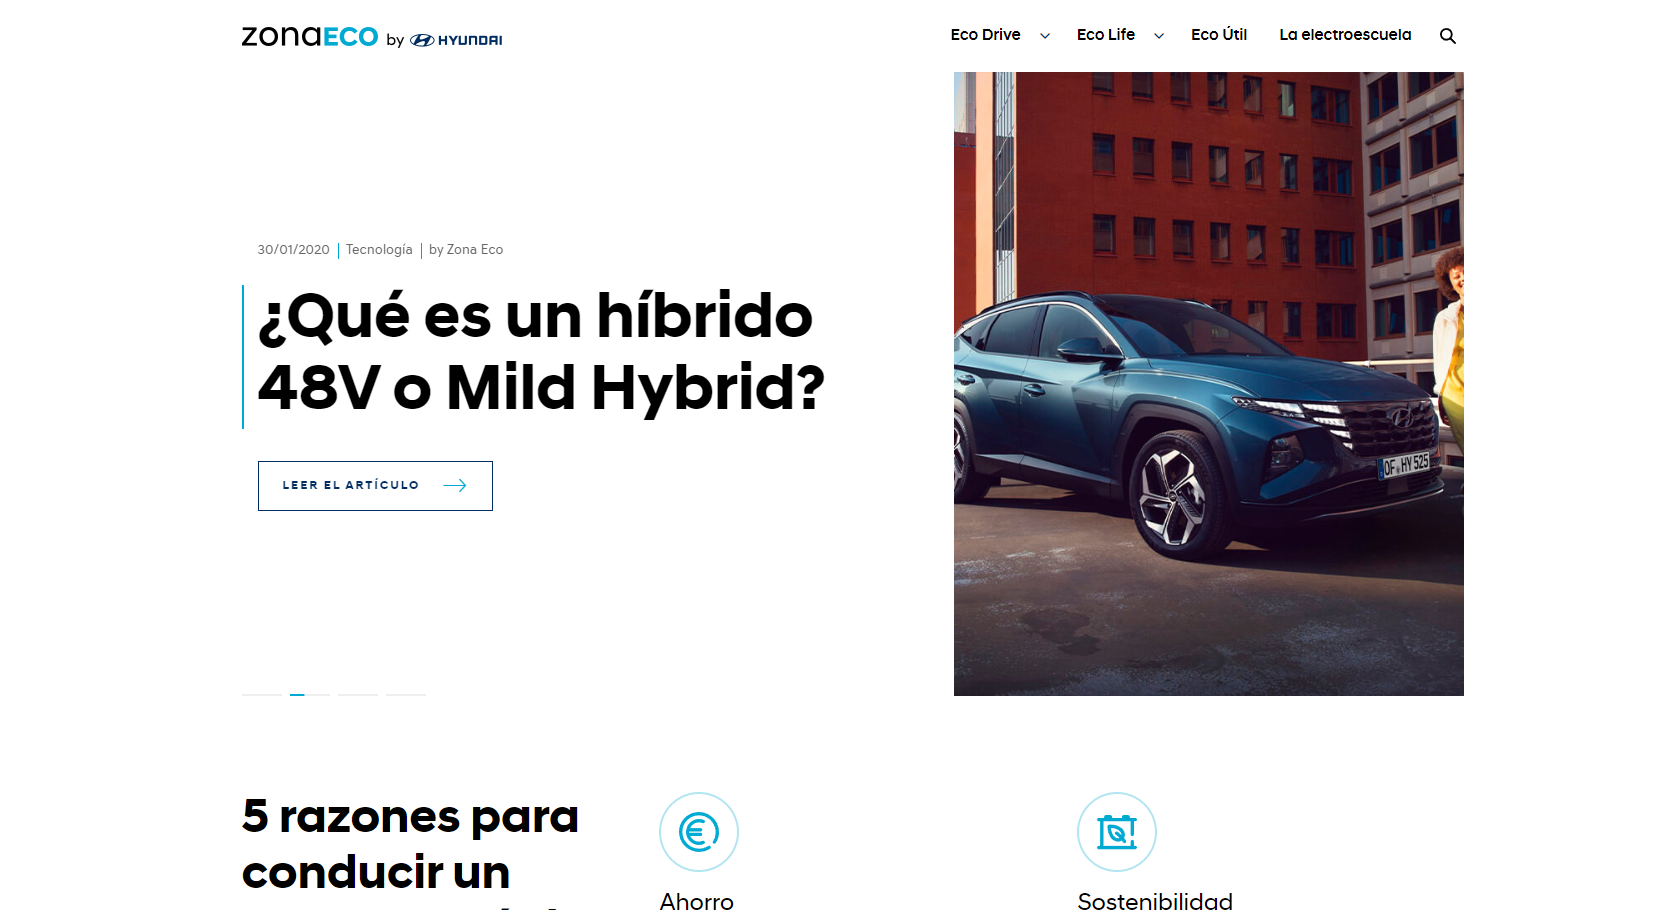 zonaECO by HYUNDAI
Eco Drive Eco Life Eco Útil La electroescuela
30/01/2020 | Tecnología | by Zona Eco
¿Qué es un híbrido
48V o Mild Hybrid?
LEER EL ARTÍCULO
OF HY 525
5 razones para
conducir un
Ahorro
Sostenibilidad